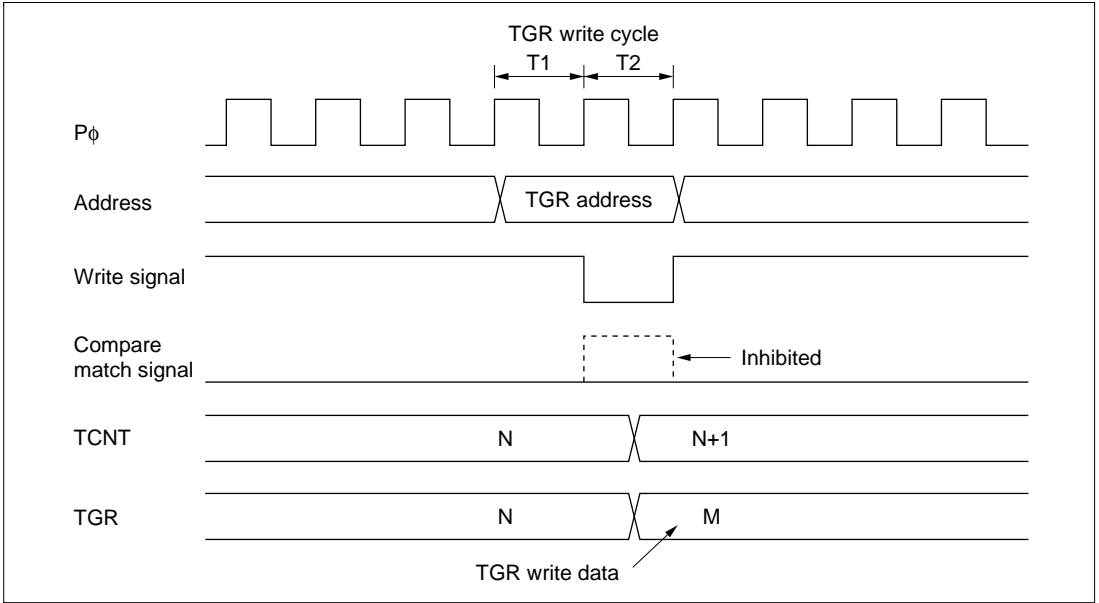 TGR write cycle
T1 T2
Pϕ
Address TGR address
Write signal
Compare
match signal Inhibited
TCNT N N+1
TGR N M
TGR write data